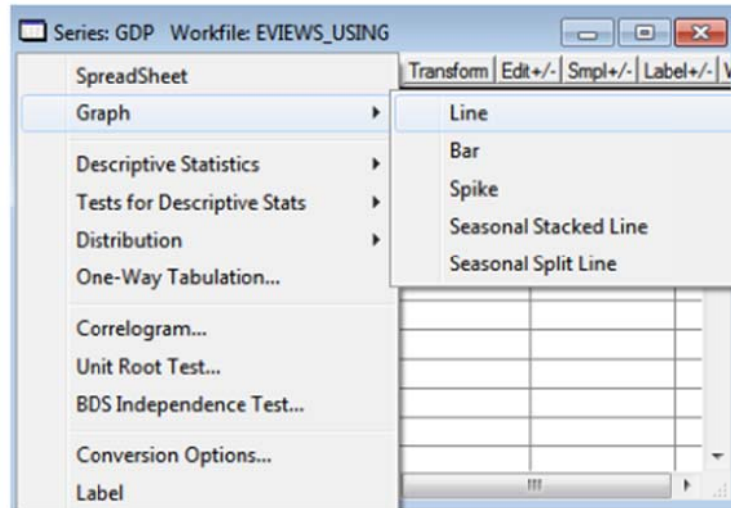 Series: GDP Workfile: EVIEWS_USING
Transform Edit+/- Smpl+/- Label+/-
SpreadSheet
Graph
Descriptive Statistics
Tests for Descriptive Stats
Distribution
One-Way Tabulation...
Correlogram...
Unit Root Test...
BDS Independence Test...
Conversion Options...
Label
Line
Bar
Spike
Seasonal Stacked Line
Seasonal Split Line